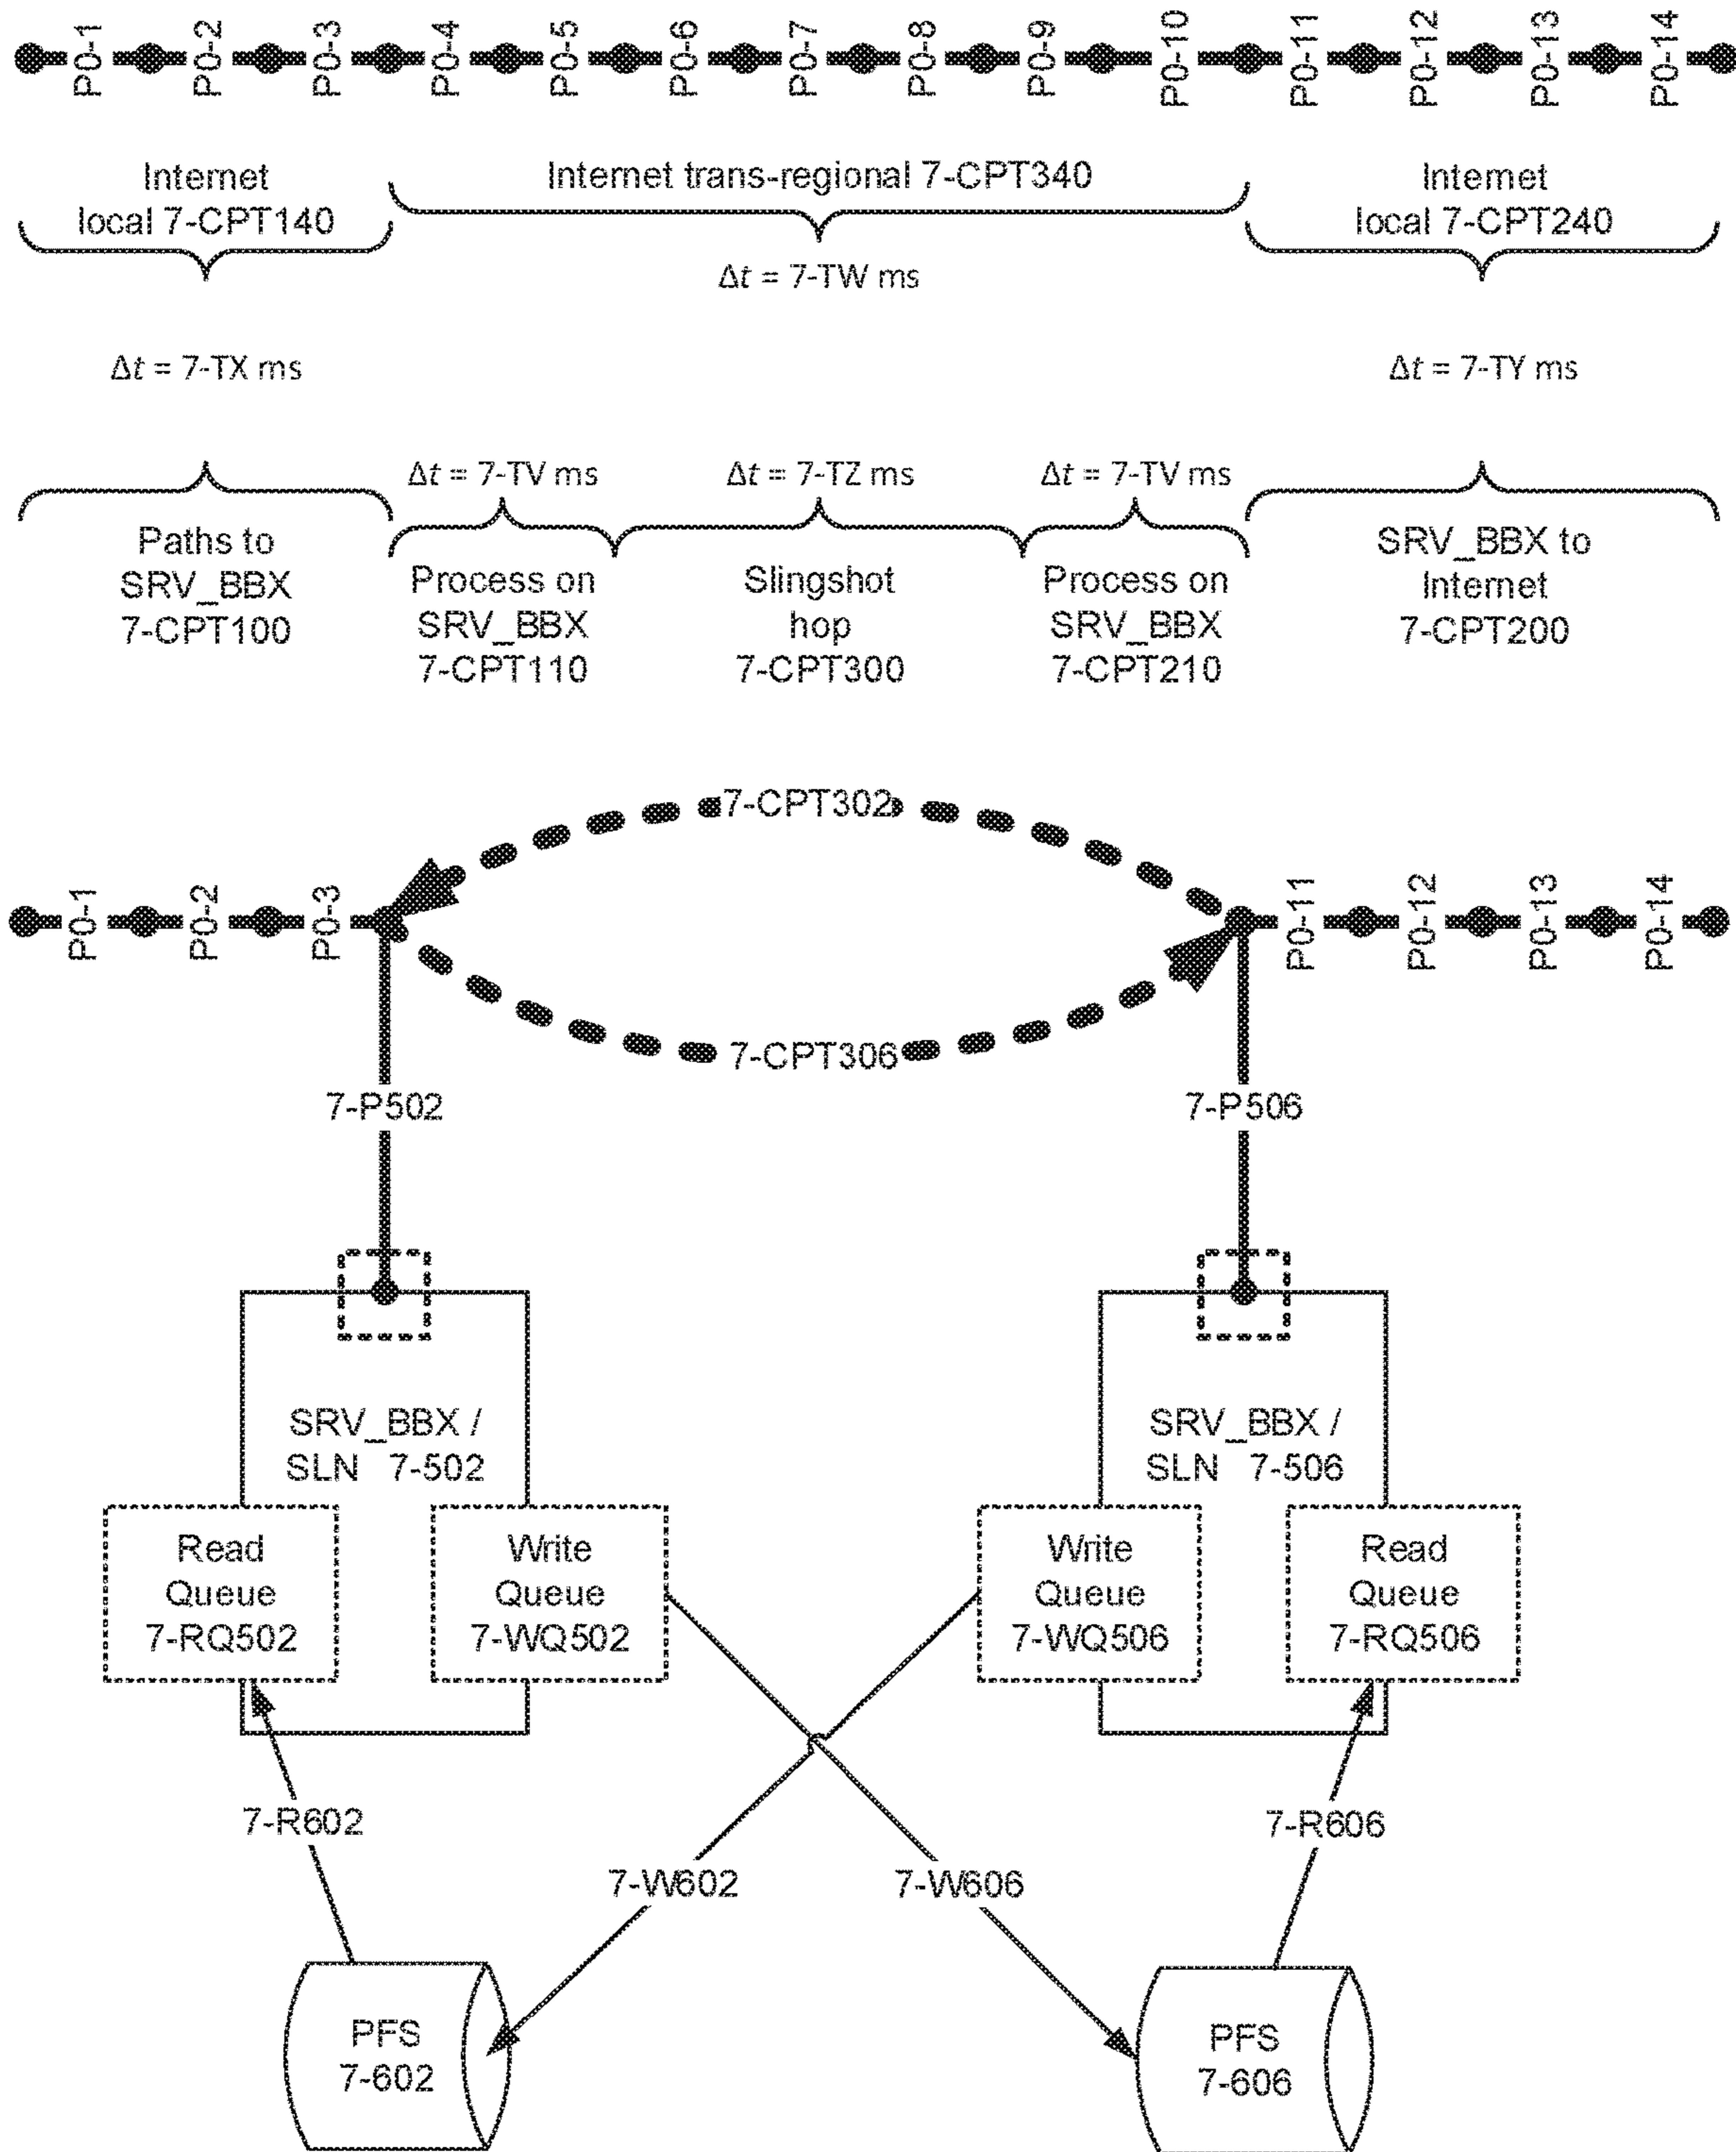 P0-1
P0-2
P0-3
P0-4
P0-5
P0-6
P0-7
P0-8
P0-9
P0-10
P0-11
P0-12
P0-13
P0-14
Internet
local 7-CPT140
Internet trans-regional 7-CPT340
Internet
local 7-CPT240
Δt = 7-TW ms
Δt = 7-TX ms
Δt = 7-TY ms
Δt = 7-TV ms
Δt = 7-TZ ms
Δt = 7-TV ms
Paths to
SRV_BBX
7-CPT100
Process on
SRV_BBX
7-CPT110
Slingshot
hop
7-CPT300
Process on
SRV_BBX
7-CPT210
SRV_BBX to
Internet
7-CPT200
7-CPT302
P0-1
P0-2
P0-3
P0-11
P0-12
P0-13
P0-14
7-CPT306
7-P502
7-P506
SRV_BBX /
SLN 7-502
SRV_BBX /
SLN 7-506
Read
Queue
7-RQ502
Write
Queue
7-WQ502
Write
Queue
7-WQ506
Read
Queue
7-RQ506
7-R602
7-R606
7-W602
7-W606
PFS
7-602
PFS
7-606